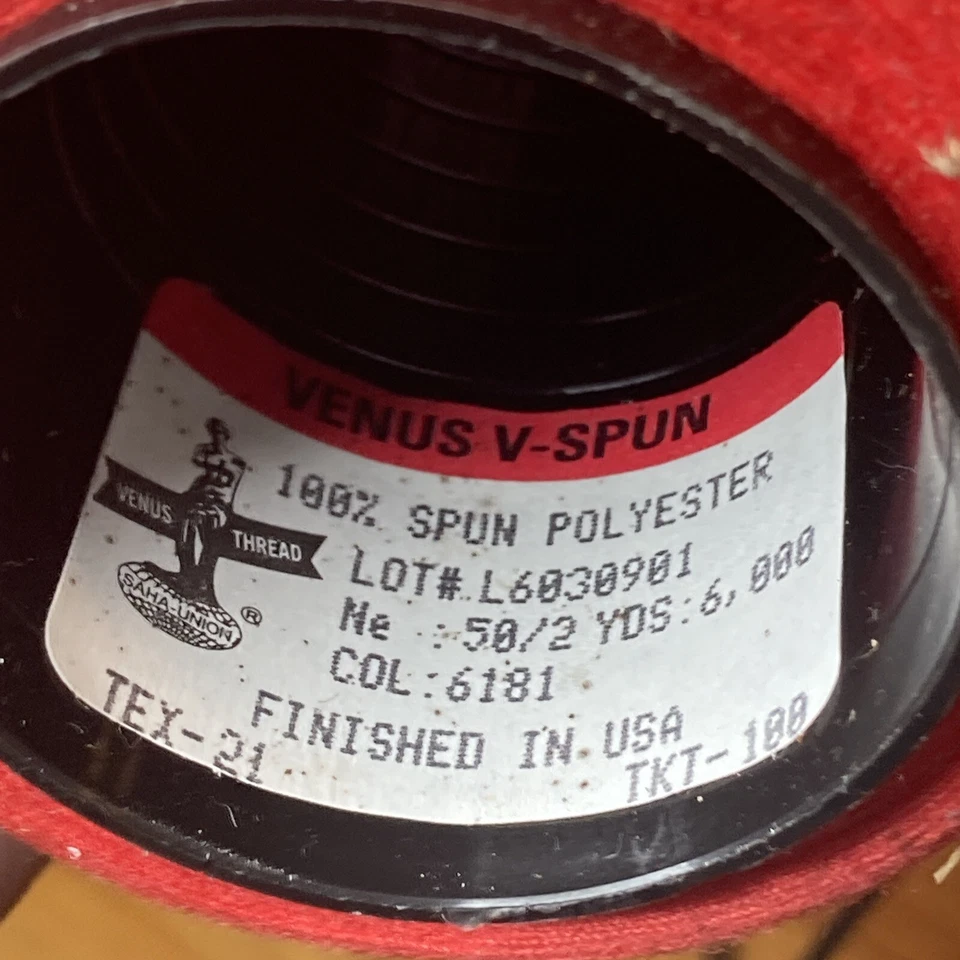 VENUS V-SPUN
VENUS THREAD
SAHA-UNION
®
100% SPUN POLYESTER
LOT# L6030901
Ne : 50/2 YDS:6,000
COL:6181
FINISHED IN USA
TEX-21 TKT-100